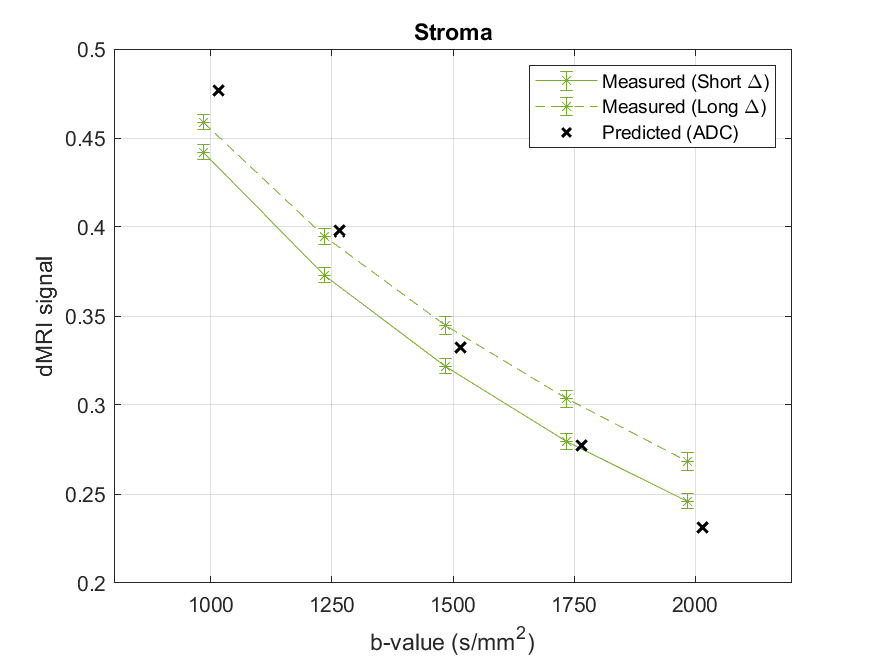 Stroma
0.5
0.45
0.4
0.35
0.3
0.25
0.2
dMRI signal
Measured (Short Δ)
Measured (Long Δ)
Predicted (ADC)
1000 1250 1500 1750 2000
b-value (s/mm²)